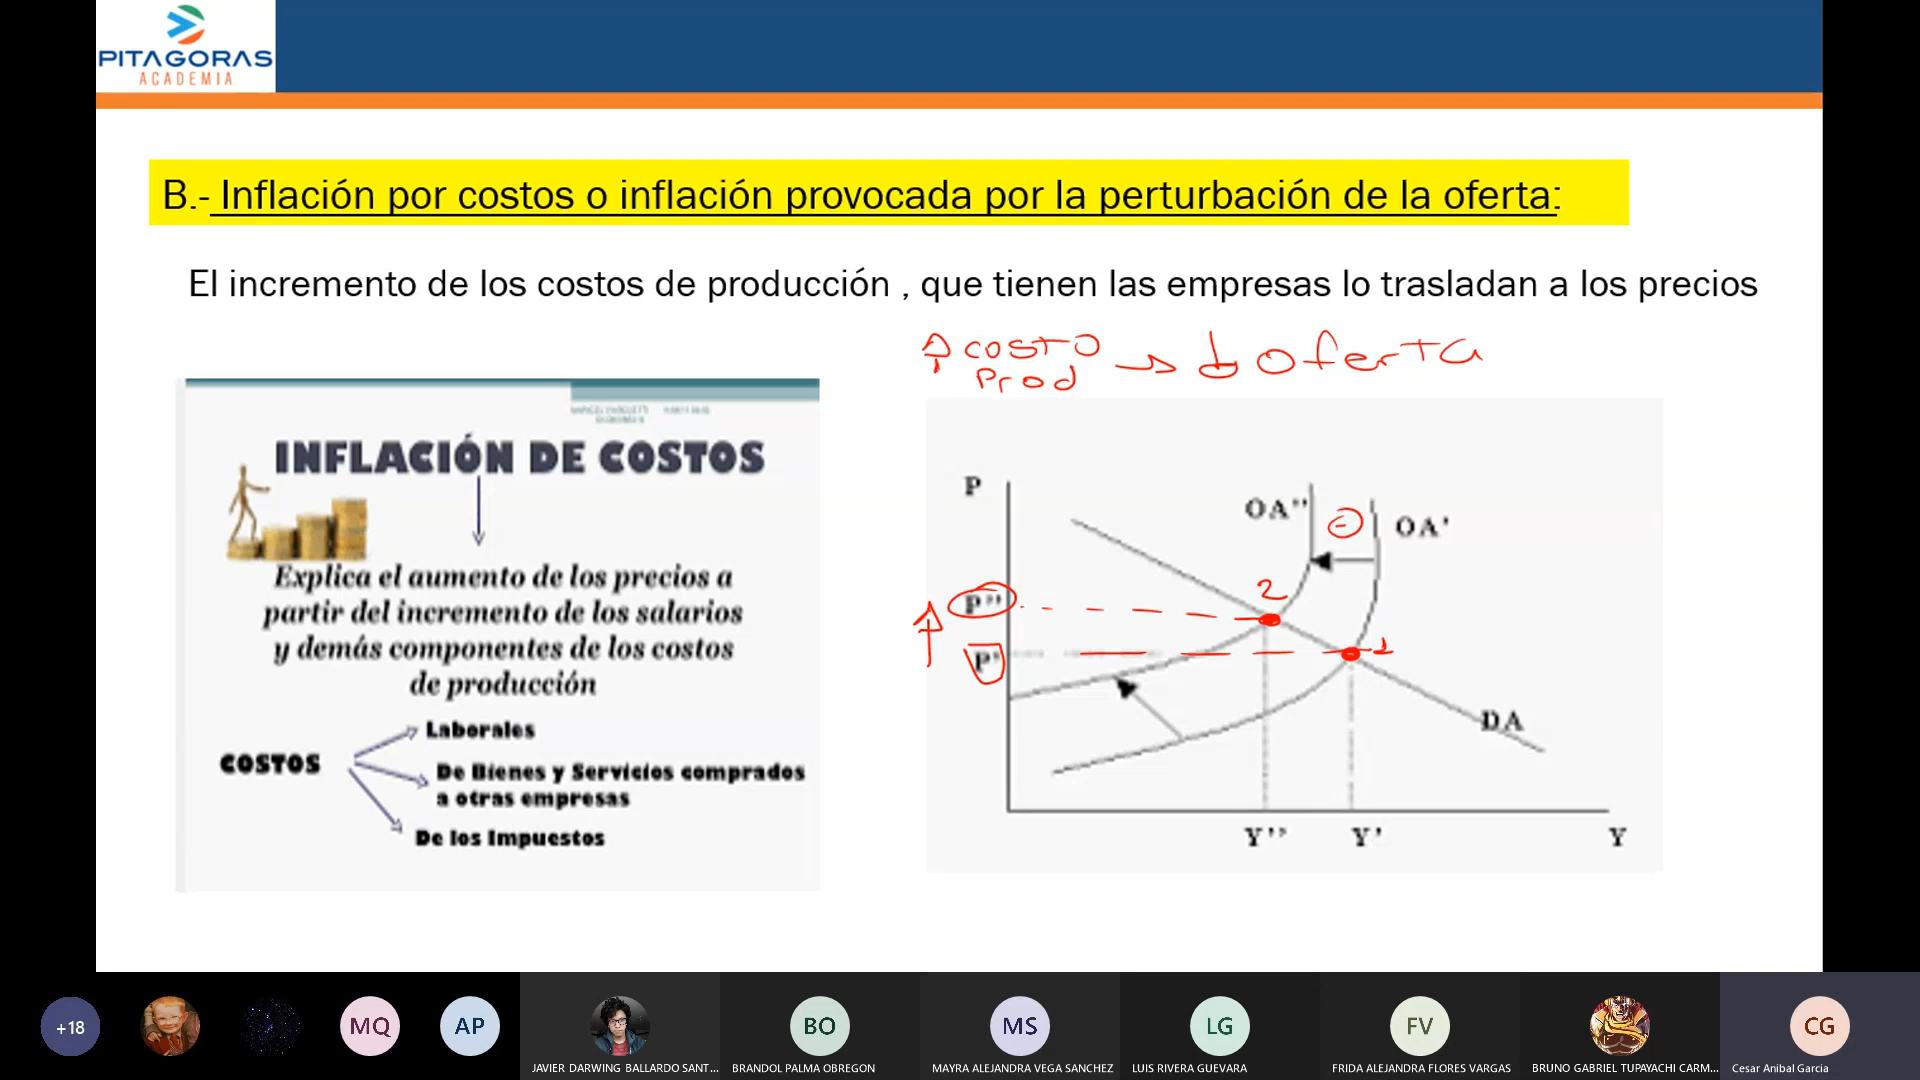 PITAGORAS
ACADEMIA
B.- Inflación por costos o inflación provocada por la perturbación de la oferta:
El incremento de los costos de producción , que tienen las empresas lo trasladan a los precios
↑ COSTO Prod → ↓ Oferta
INFLACIÓN DE COSTOS
Explica el aumento de los precios a
partir del incremento de los salarios
y demás componentes de los costos
de producción
COSTOS
Laborales
De Bienes y Servicios comprados
a otras empresas
De los Impuestos
P
OA''
-
OA'
2
P''
1
P'
DA
Y''
Y'
Y
+18
MQ
AP
BO
MS
LG
FV
CG
JAVIER DARWING BALLARDO SANT...
BRANDOL PALMA OBREGON
MAYRA ALEJANDRA VEGA SANCHEZ
LUIS RIVERA GUEVARA
FRIDA ALEJANDRA FLORES VARGAS
BRUNO GABRIEL TUPAYACHI CARM...
Cesar Anibal Garcia